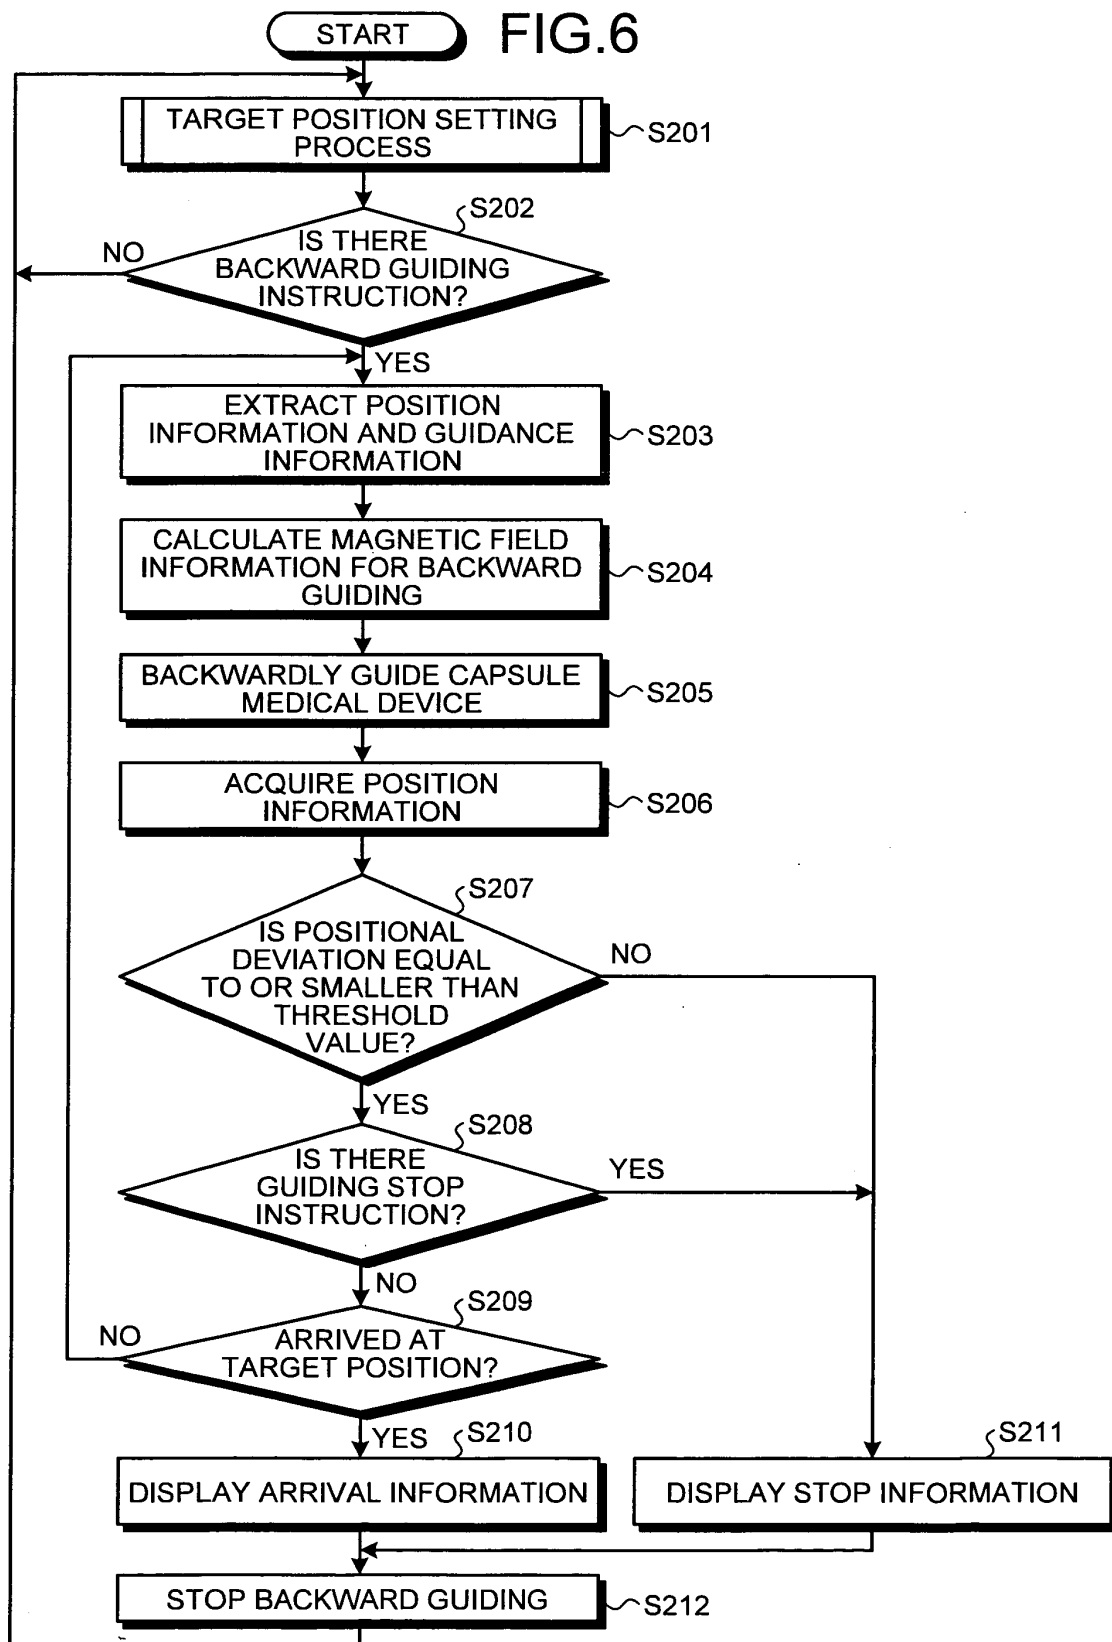 START
FIG.6
TARGET POSITION SETTING
PROCESS
S201
S202
NO
IS THERE
BACKWARD GUIDING
INSTRUCTION?
YES
EXTRACT POSITION
INFORMATION AND GUIDANCE
INFORMATION
S203
CALCULATE MAGNETIC FIELD
INFORMATION FOR BACKWARD
GUIDING
S204
BACKWARDLY GUIDE CAPSULE
MEDICAL DEVICE
S205
ACQUIRE POSITION
INFORMATION
S206
S207
IS POSITIONAL
DEVIATION EQUAL
TO OR SMALLER THAN
THRESHOLD
VALUE?
NO
YES
S208
IS THERE
GUIDING STOP
INSTRUCTION?
YES
NO
S209
NO
ARRIVED AT
TARGET POSITION?
YES
S210
S211
DISPLAY ARRIVAL INFORMATION
DISPLAY STOP INFORMATION
STOP BACKWARD GUIDING
S212